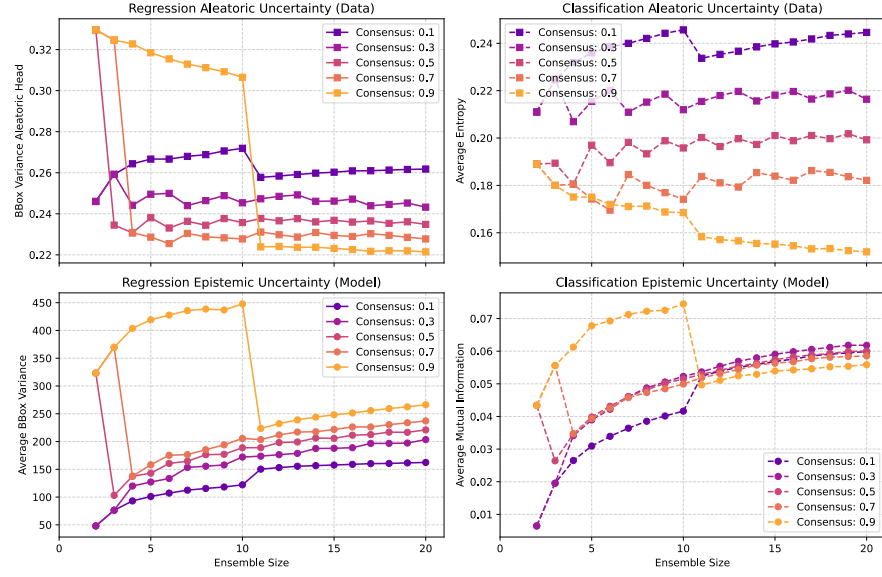 Regression Aleatoric Uncertainty (Data)
BBox Variance Aleatoric Head
0.32
0.30
0.28
0.26
0.24
0.22
Consensus: 0.1
Consensus: 0.3
Consensus: 0.5
Consensus: 0.7
Consensus: 0.9
Classification Aleatoric Uncertainty (Data)
Average Entropy
0.24
0.22
0.20
0.18
0.16
Consensus: 0.1
Consensus: 0.3
Consensus: 0.5
Consensus: 0.7
Consensus: 0.9
Regression Epistemic Uncertainty (Model)
Average BBox Variance
450
400
350
300
250
200
150
100
50
0
5
10
15
20
Ensemble Size
Consensus: 0.1
Consensus: 0.3
Consensus: 0.5
Consensus: 0.7
Consensus: 0.9
Classification Epistemic Uncertainty (Model)
Average Mutual Information
0.07
0.06
0.05
0.04
0.03
0.02
0.01
0
5
10
15
20
Ensemble Size
Consensus: 0.1
Consensus: 0.3
Consensus: 0.5
Consensus: 0.7
Consensus: 0.9